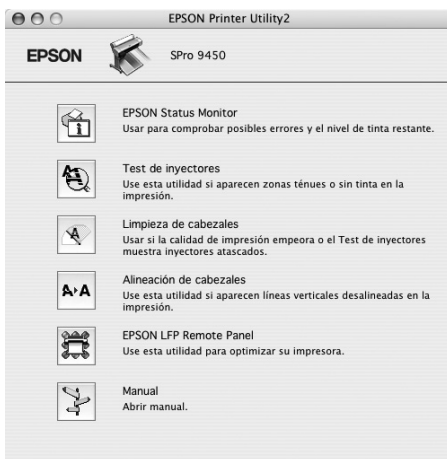 EPSON Printer Utility2
EPSON
SPro 9450
EPSON Status Monitor
Usar para comprobar posibles errores y el nivel de tinta restante.
Test de inyectores
Use esta utilidad si aparecen zonas ténues o sin tinta en la
impresión.
Limpieza de cabezales
Usar si la calidad de impresión empeora o el Test de inyectores
muestra inyectores atascados.
A▸A
Alineación de cabezales
Use esta utilidad si aparecen líneas verticales desalineadas en la
impresión.
EPSON LFP Remote Panel
Use esta utilidad para optimizar su impresora.
Manual
Abrir manual.